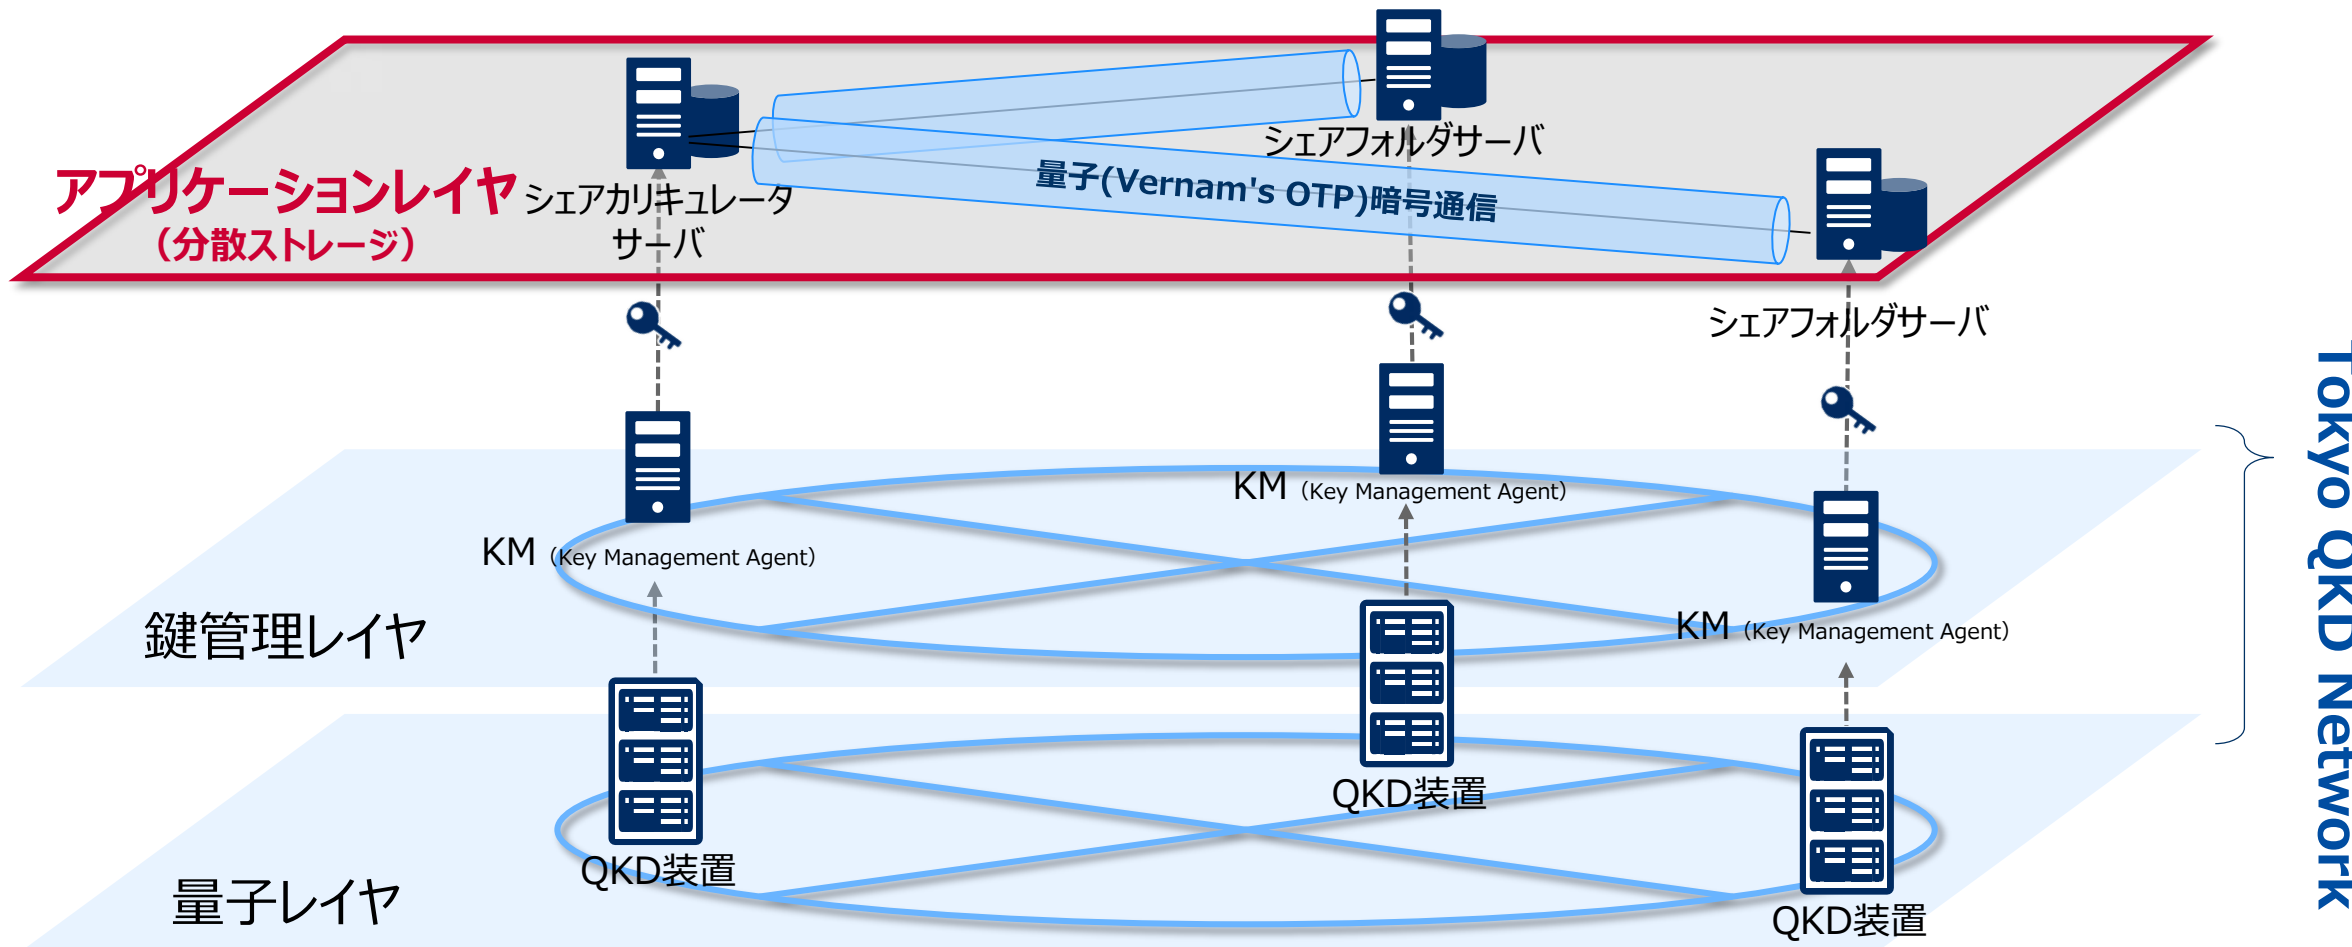 シェアフォルダサーバ
量子(Vernam's OTP)暗号通信
アプリケーションレイヤ
（分散ストレージ）
シェアカリキュレータ
サーバ
シェアフォルダサーバ
KM（Key Management Agent）
KM（Key Management Agent）
KM（Key Management Agent）
鍵管理レイヤ
QKD装置
QKD装置
QKD装置
量子レイヤ
Tokyo QKD Network